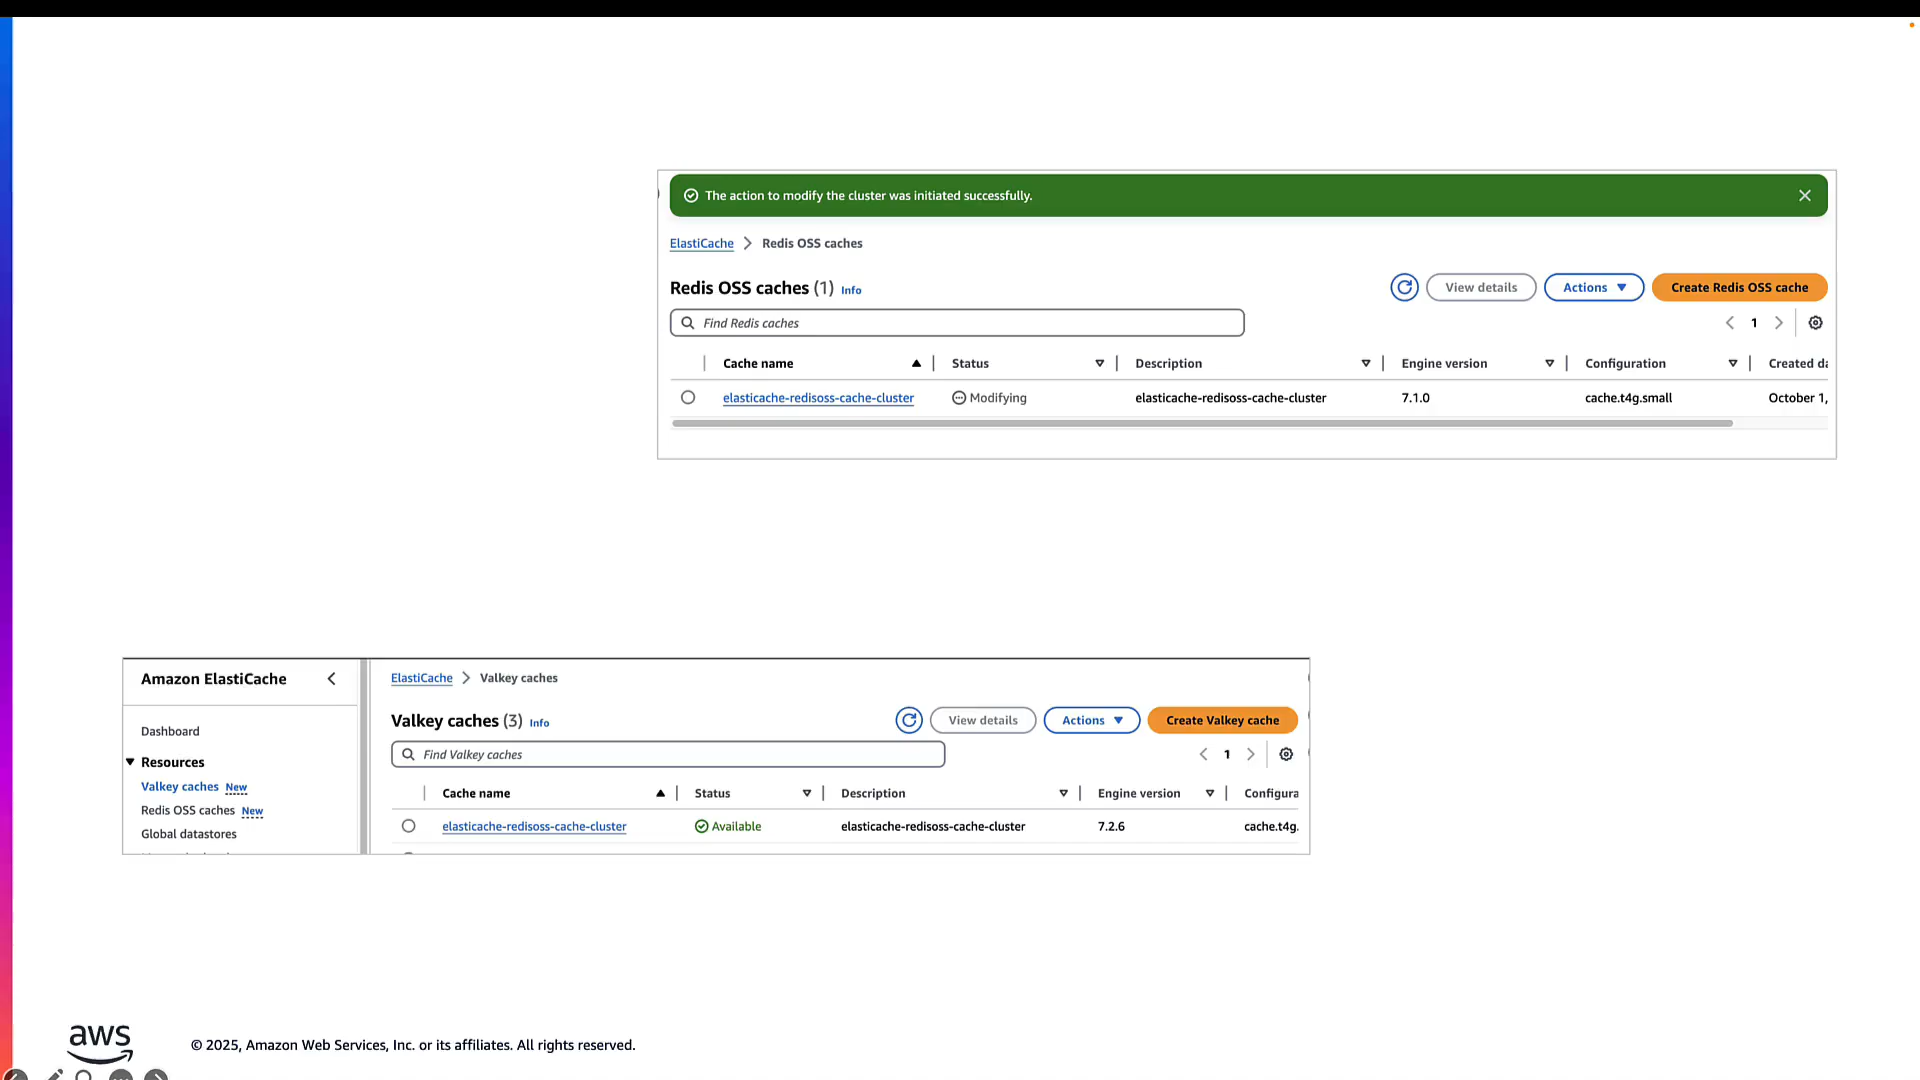 The action to modify the cluster was initiated successfully.
ElastiCache > Redis OSS caches
Redis OSS caches (1) Info
View details Actions Create Redis OSS cache
Find Redis caches
1
Cache name Status Description Engine version Configuration Created da
elasticache-redisoss-cache-cluster Modifying elasticache-redisoss-cache-cluster 7.1.0 cache.t4g.small October 1,
Amazon ElastiCache
Dashboard
Resources
Valkey caches New
Redis OSS caches New
Global datastores
ElastiCache > Valkey caches
Valkey caches (3) Info
View details Actions Create Valkey cache
Find Valkey caches
1
Cache name Status Description Engine version Configura
elasticache-redisoss-cache-cluster Available elasticache-redisoss-cache-cluster 7.2.6 cache.t4g.
aws
© 2025, Amazon Web Services, Inc. or its affiliates. All rights reserved.